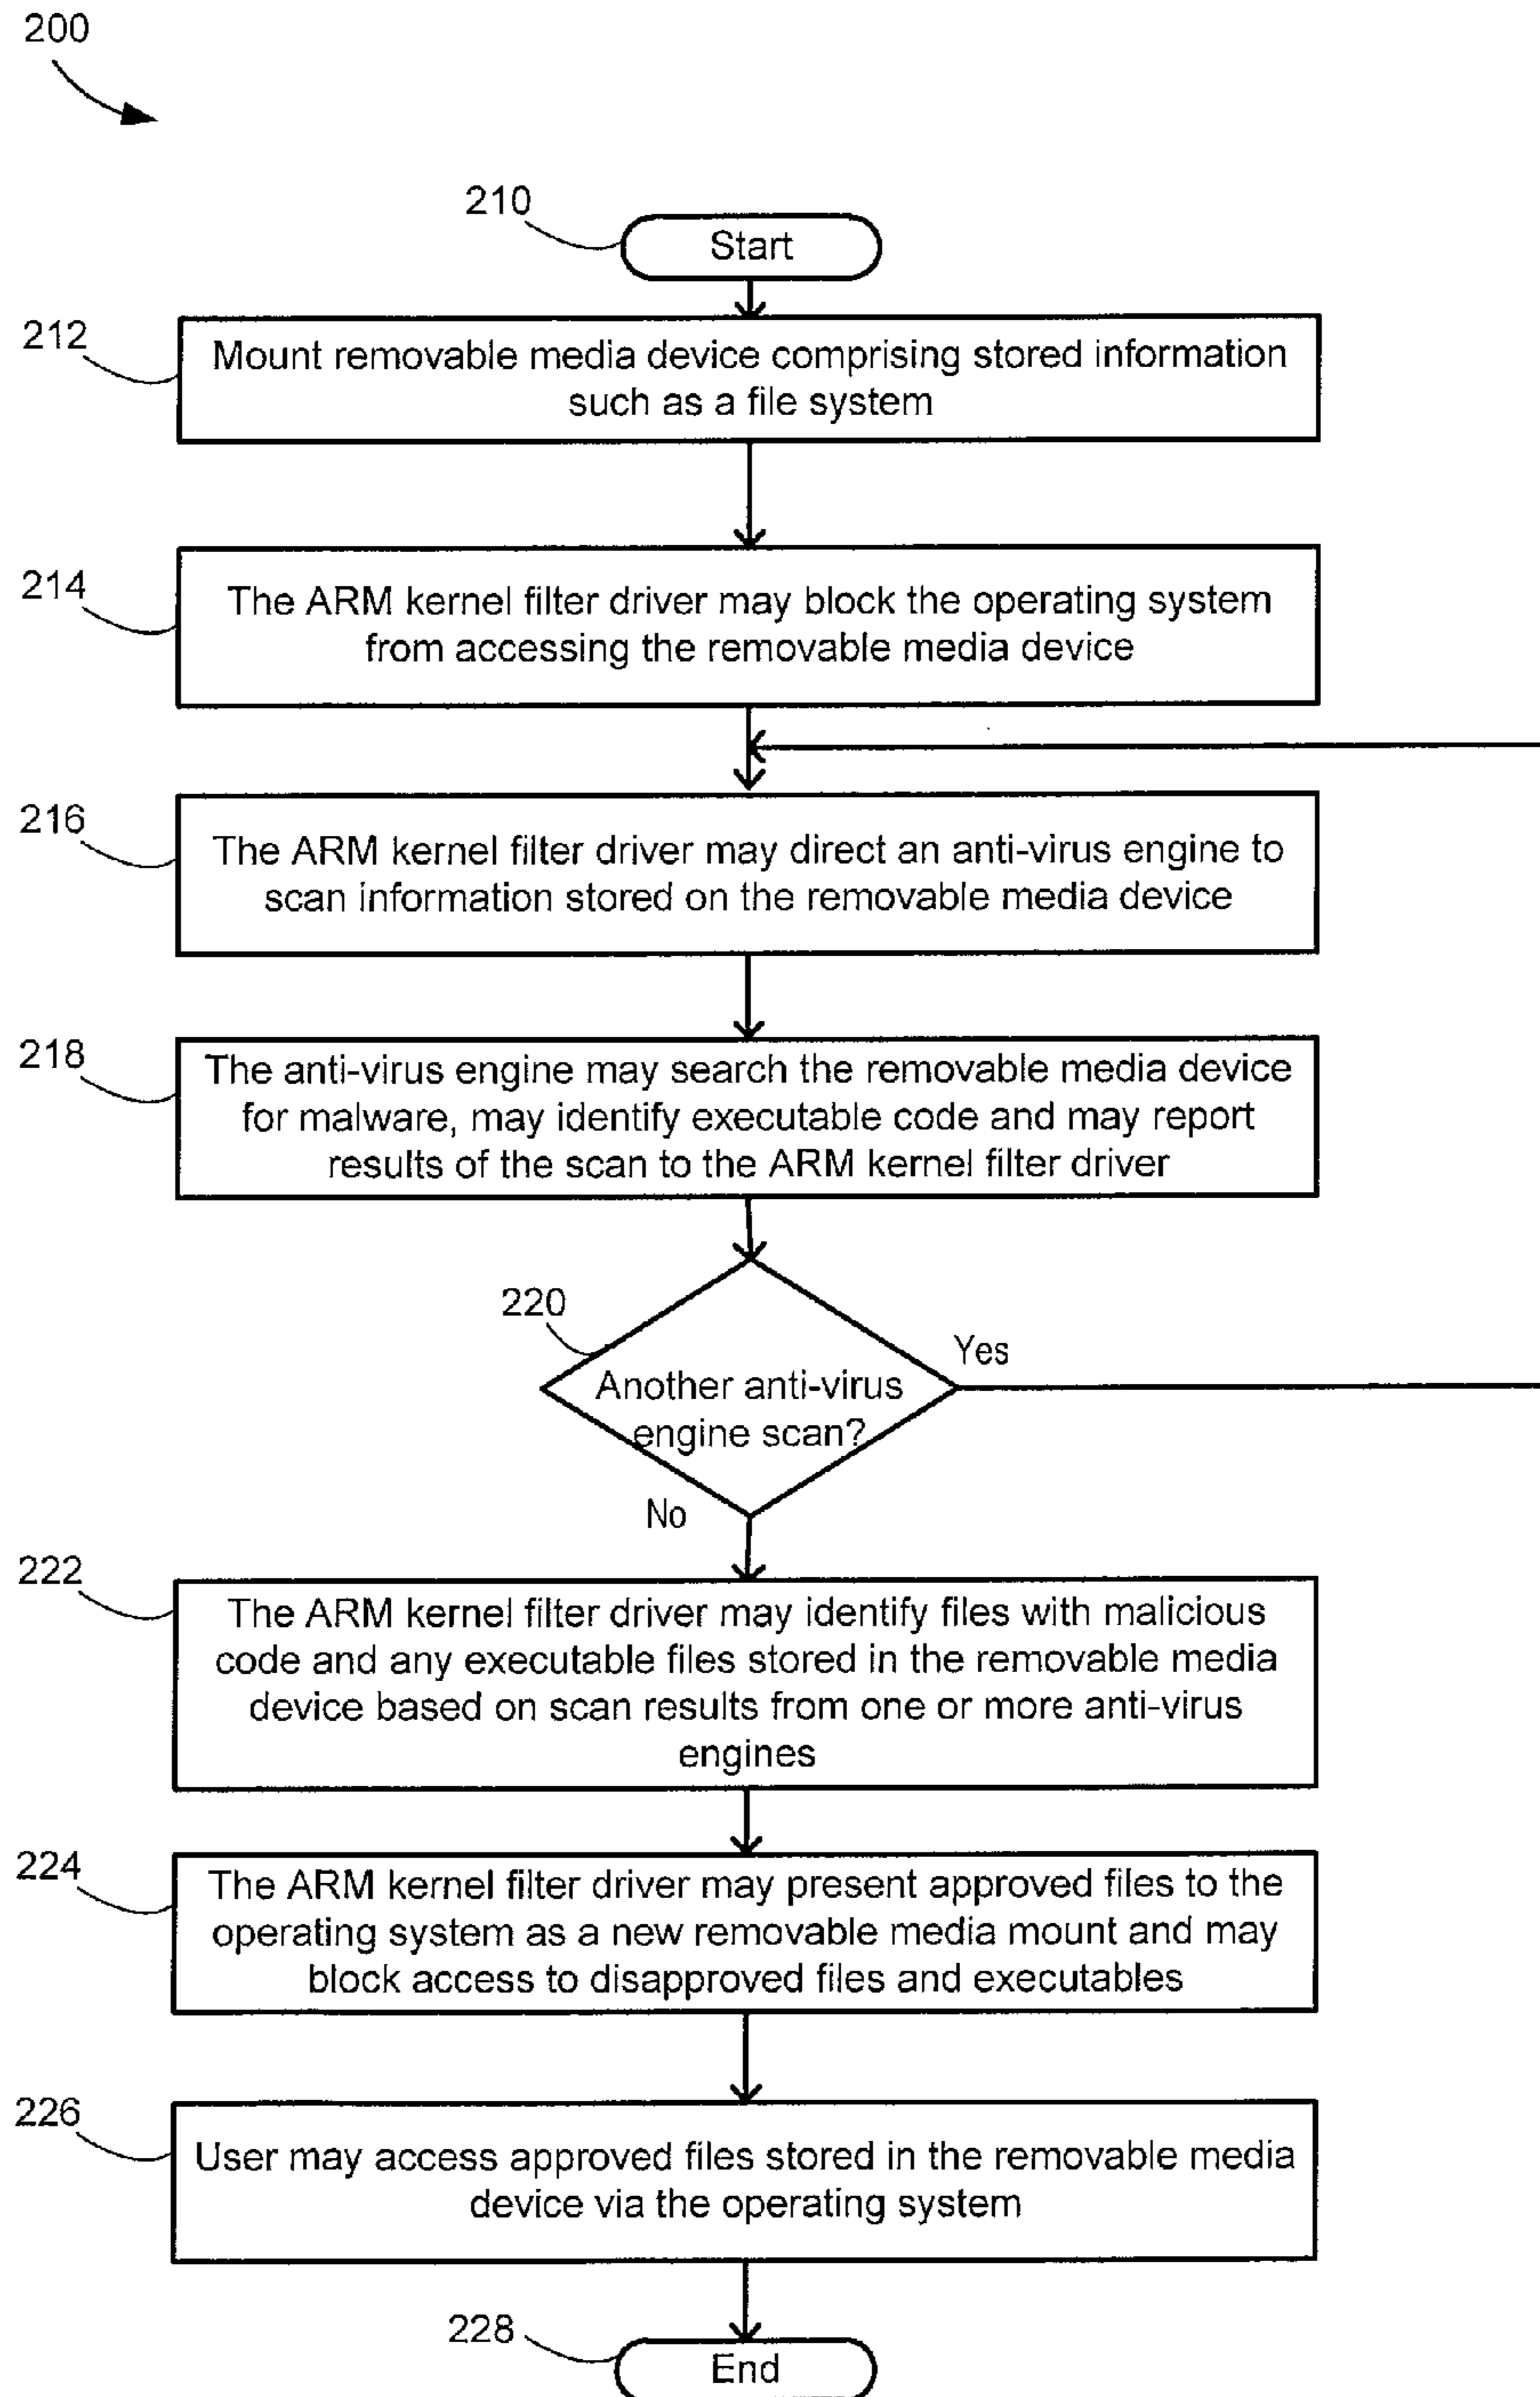 200
210
Start
212
Mount removable media device comprising stored information
such as a file system
214
The ARM kernel filter driver may block the operating system
from accessing the removable media device
216
The ARM kernel filter driver may direct an anti-virus engine to
scan information stored on the removable media device
218
The anti-virus engine may search the removable media device
for malware, may identify executable code and may report
results of the scan to the ARM kernel filter driver
220
Another anti-virus
engine scan?
Yes
No
222
The ARM kernel filter driver may identify files with malicious
code and any executable files stored in the removable media
device based on scan results from one or more anti-virus
engines
224
The ARM kernel filter driver may present approved files to the
operating system as a new removable media mount and may
block access to disapproved files and executables
226
User may access approved files stored in the removable media
device via the operating system
228
End